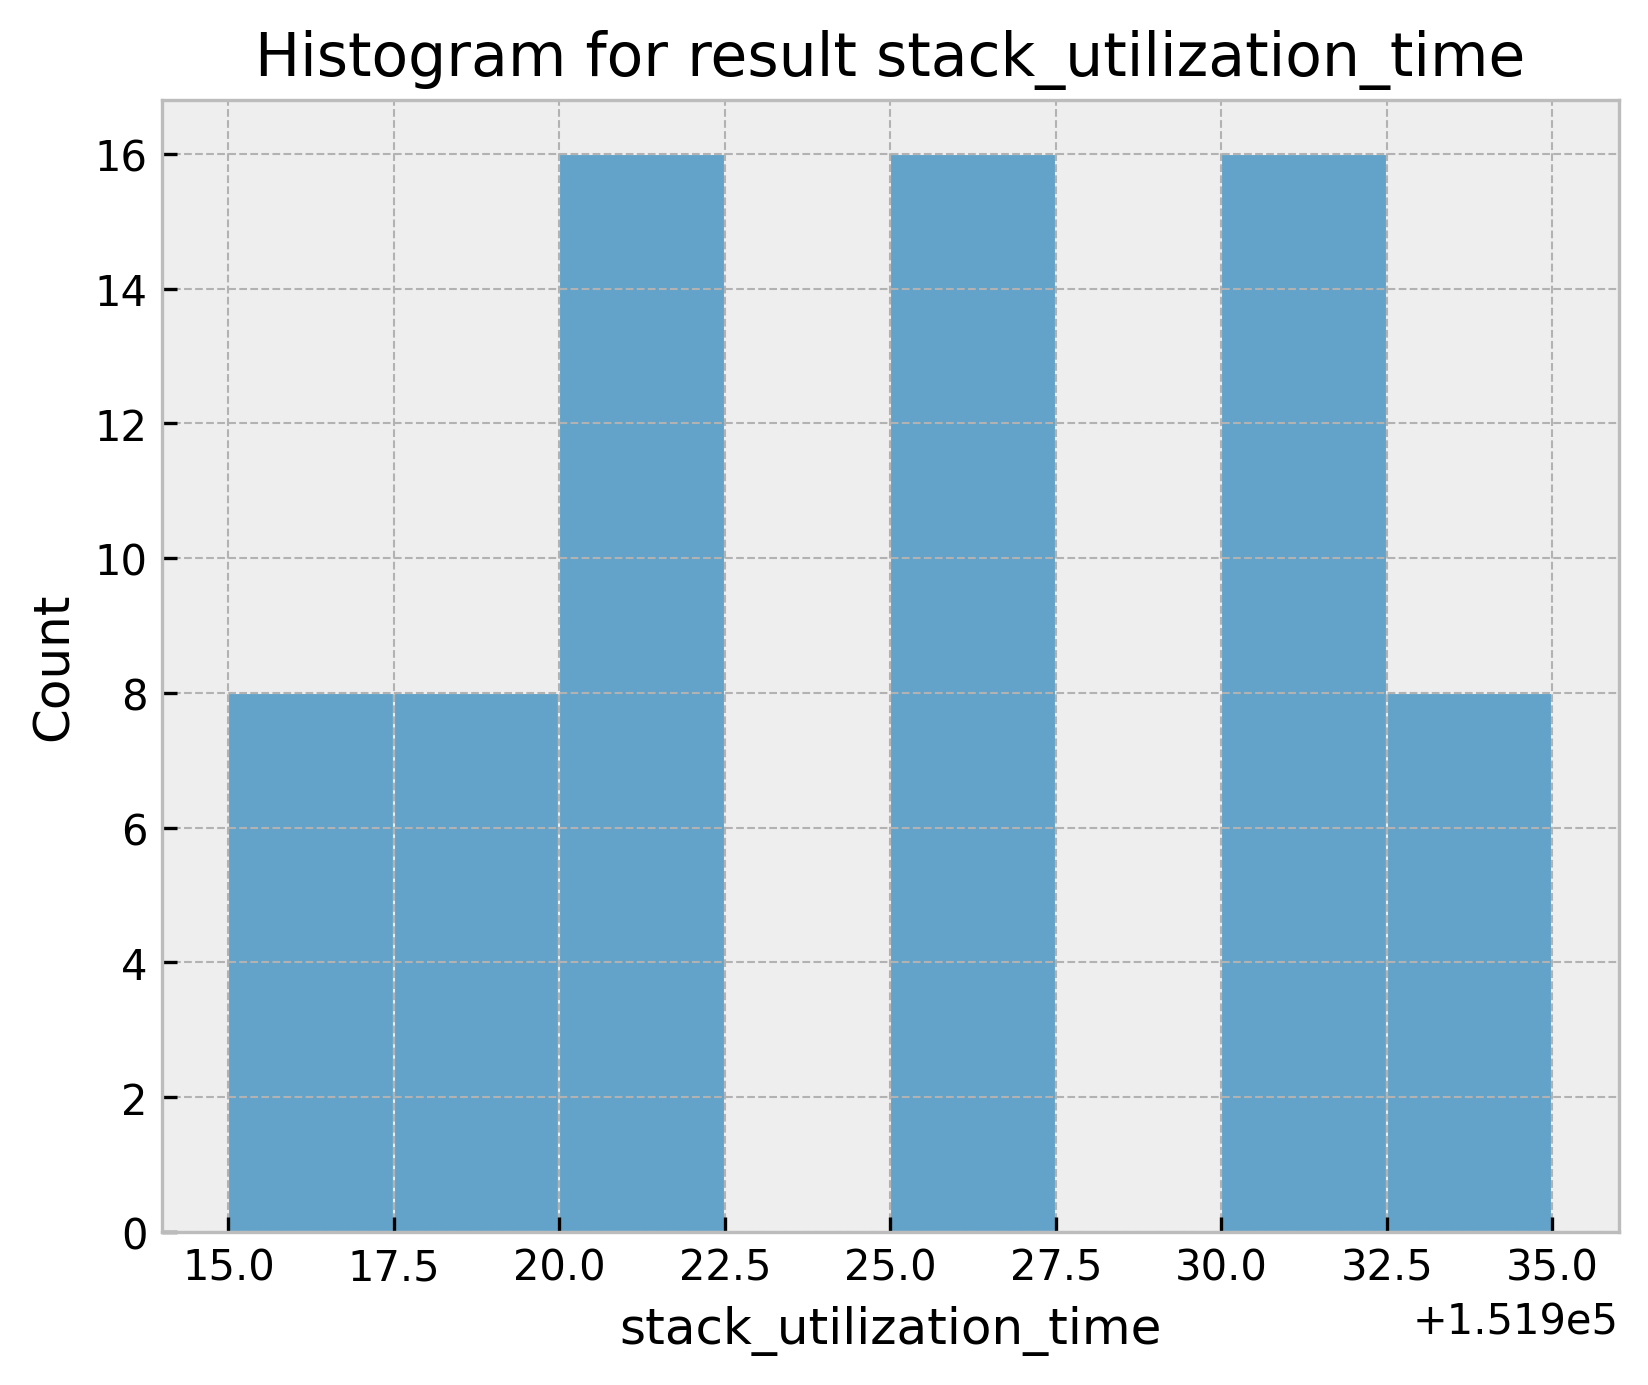 Histogram for result stack_utilization_time
16
14
12
10
8
6
4
2
0
Count
15.0 17.5 20.0 22.5 25.0 27.5 30.0 32.5 35.0
+1.519e5
stack_utilization_time